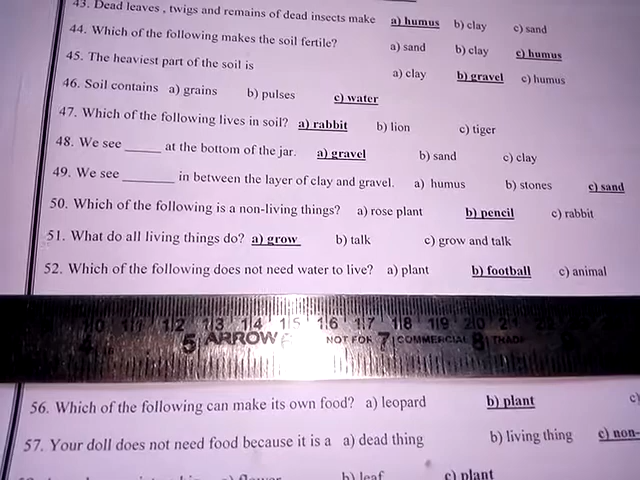 43. Dead leaves , twigs and remains of dead insects make a) humus b) clay c) sand
44. Which of the following makes the soil fertile? a) sand b) clay c) humus
45. The heaviest part of the soil is a) clay b) gravel c) humus
46. Soil contains a) grains b) pulses c) water
47. Which of the following lives in soil? a) rabbit b) lion c) tiger
48. We see ______ at the bottom of the jar. a) gravel b) sand c) clay
49. We see ________ in between the layer of clay and gravel. a) humus b) stones c) sand
50. Which of the following is a non-living things? a) rose plant b) pencil c) rabbit
51. What do all living things do? a) grow b) talk c) grow and talk
52. Which of the following does not need water to live? a) plant b) football c) animal
10 11 12 13 14 15 16 17 18 19 20 21
5 ARROW 6 NOT FOR 7 COMMERCIAL 8 TRADE
56. Which of the following can make its own food? a) leopard b) plant c)
57. Your doll does not need food because it is a a) dead thing b) living thing c) non-
a) flower b) leaf c) plant